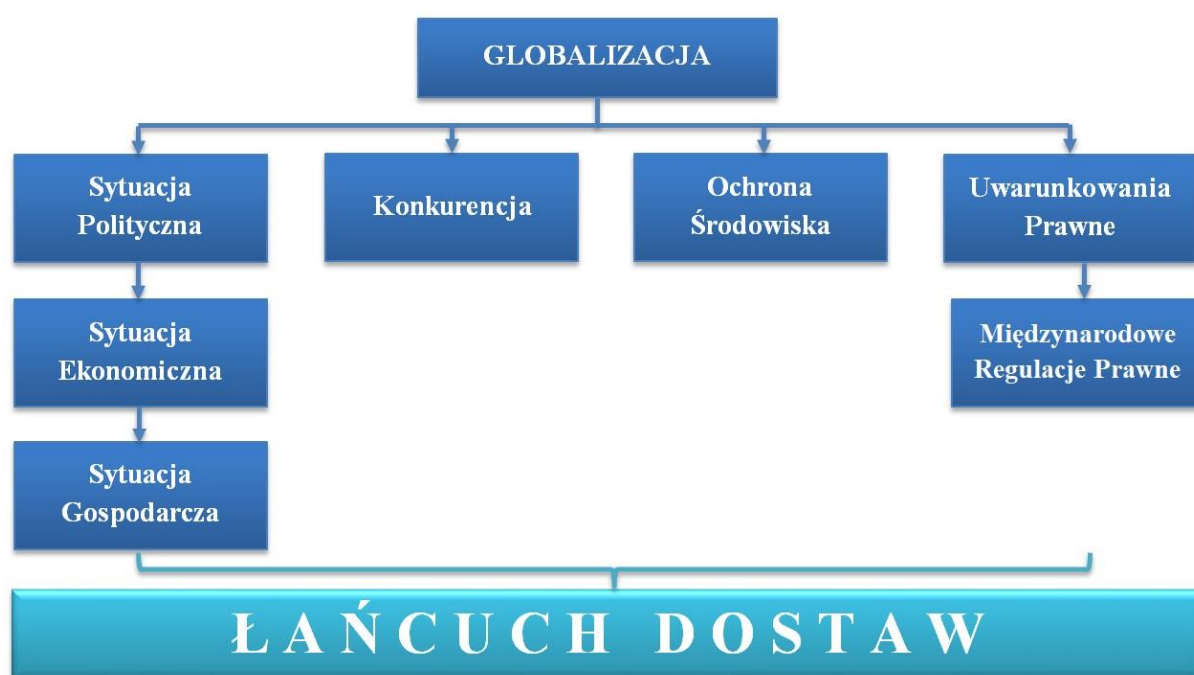 GLOBALIZACJA
Sytuacja
Polityczna
Konkurencja
Ochrona
Środowiska
Uwarunkowania
Prawne
Sytuacja
Ekonomiczna
Międzynarodowe
Regulacje Prawne
Sytuacja
Gospodarcza
ŁAŃCUCH DOSTAW